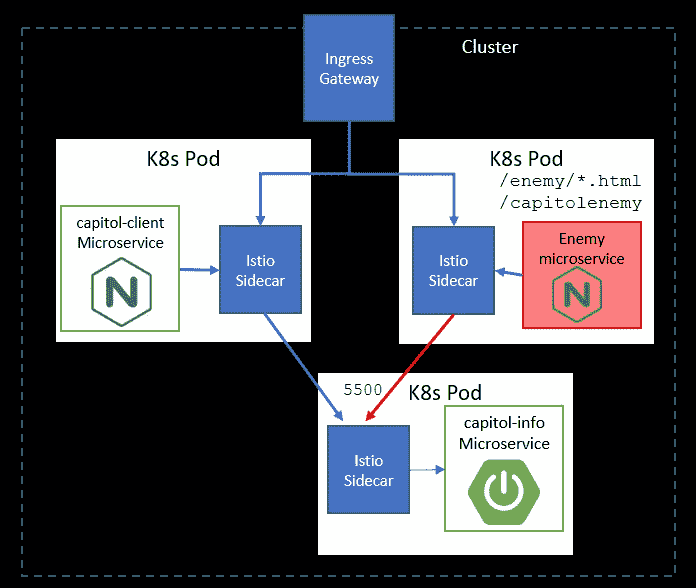 Cluster
Ingress
Gateway
K8s Pod
capitol-client
Microservice
Istio
Sidecar
K8s Pod
/enemy/*.html
/capitolenemy
Istio
Sidecar
Enemy
microservice
5500
K8s Pod
Istio
Sidecar
capitol-info
Microservice